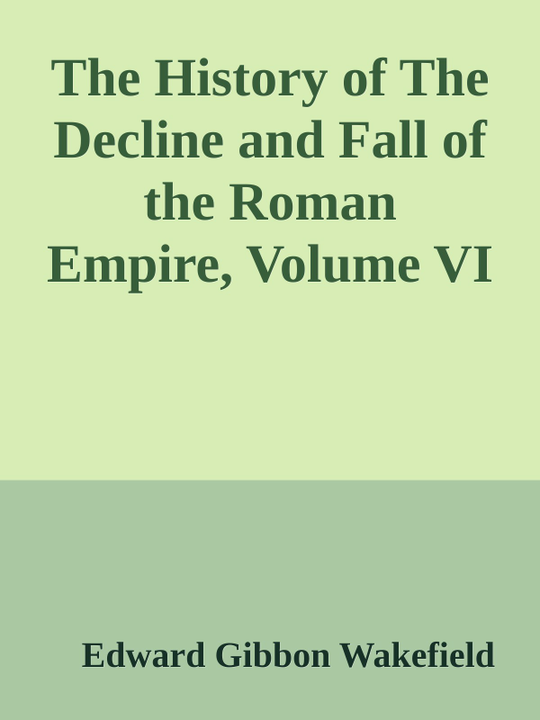 The History of The
Decline and Fall of
the Roman
Empire, Volume VI
Edward Gibbon Wakefield